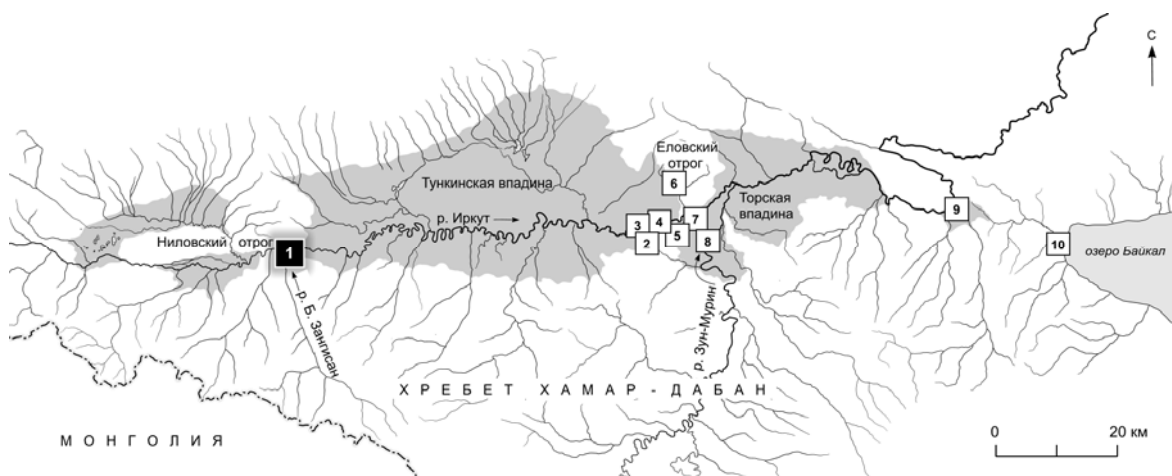 С
Еловский
отрог
6
Тункинская впадина
р. Иркут
Торская
впадина
3
4
7
9
2
5
8
10
озеро Байкал
Ниловский отрог
1
р. Б. Зангисан
р. Зун-Мурин
ХРЕБЕТ ХАМАР-ДАБАН
МОНГОЛИЯ
0
20 км